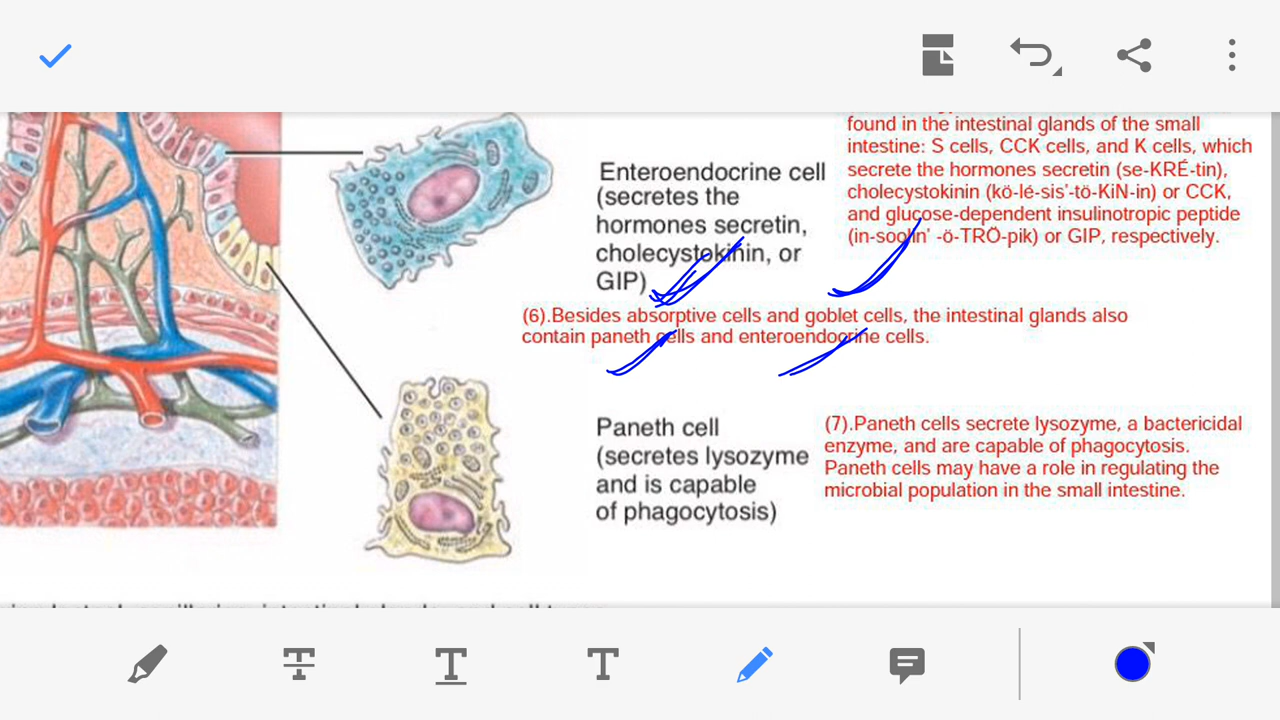 found in the intestinal glands of the small
intestine: S cells, CCK cells, and K cells, which
secrete the hormones secretin (se-KRÉ-tin),
cholecystokinin (kö-lé-sis'-tö-KiN-in) or CCK,
and glucose-dependent insulinotropic peptide
(in-soolin' -ö-TRÖ-pik) or GIP, respectively.
Enteroendocrine cell
(secretes the
hormones secretin,
cholecystokinin, or
GIP)
(6).Besides absorptive cells and goblet cells, the intestinal glands also
contain paneth cells and enteroendocrine cells.
Paneth cell
(secretes lysozyme
and is capable
of phagocytosis)
(7).Paneth cells secrete lysozyme, a bactericidal
enzyme, and are capable of phagocytosis.
Paneth cells may have a role in regulating the
microbial population in the small intestine.
T
T
T